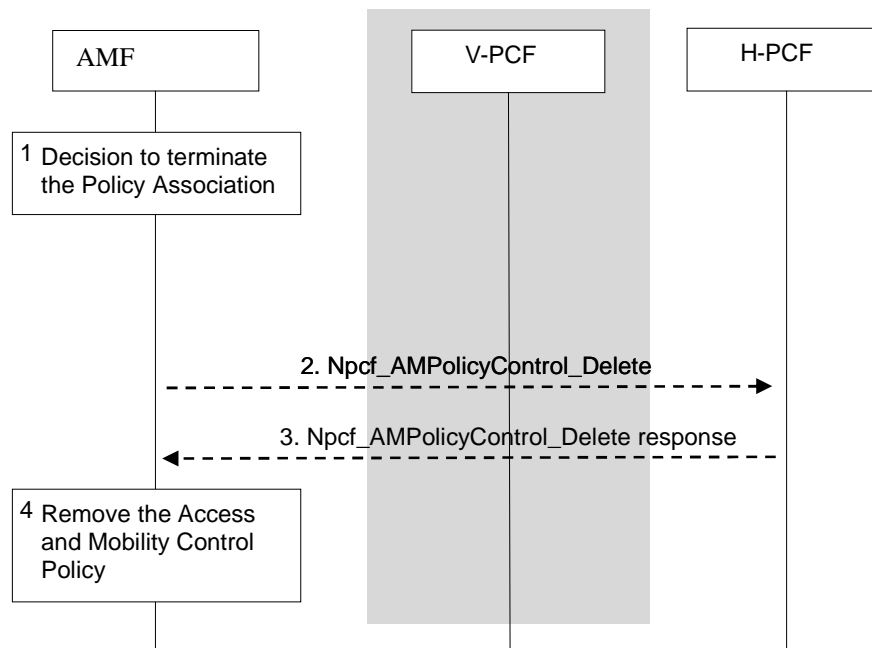 AMF
V-PCF
H-PCF
1 Decision to terminate
the Policy Association
2. Npcf_AMPolicyControl_Delete
3. Npcf_AMPolicyControl_Delete response
4 Remove the Access
and Mobility Control
Policy